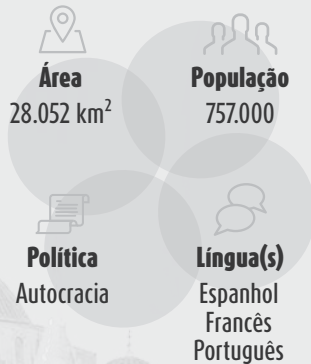 Área
28.052 km²
População
757.000
Política
Autocracia
Língua(s)
Espanhol
Francês
Português